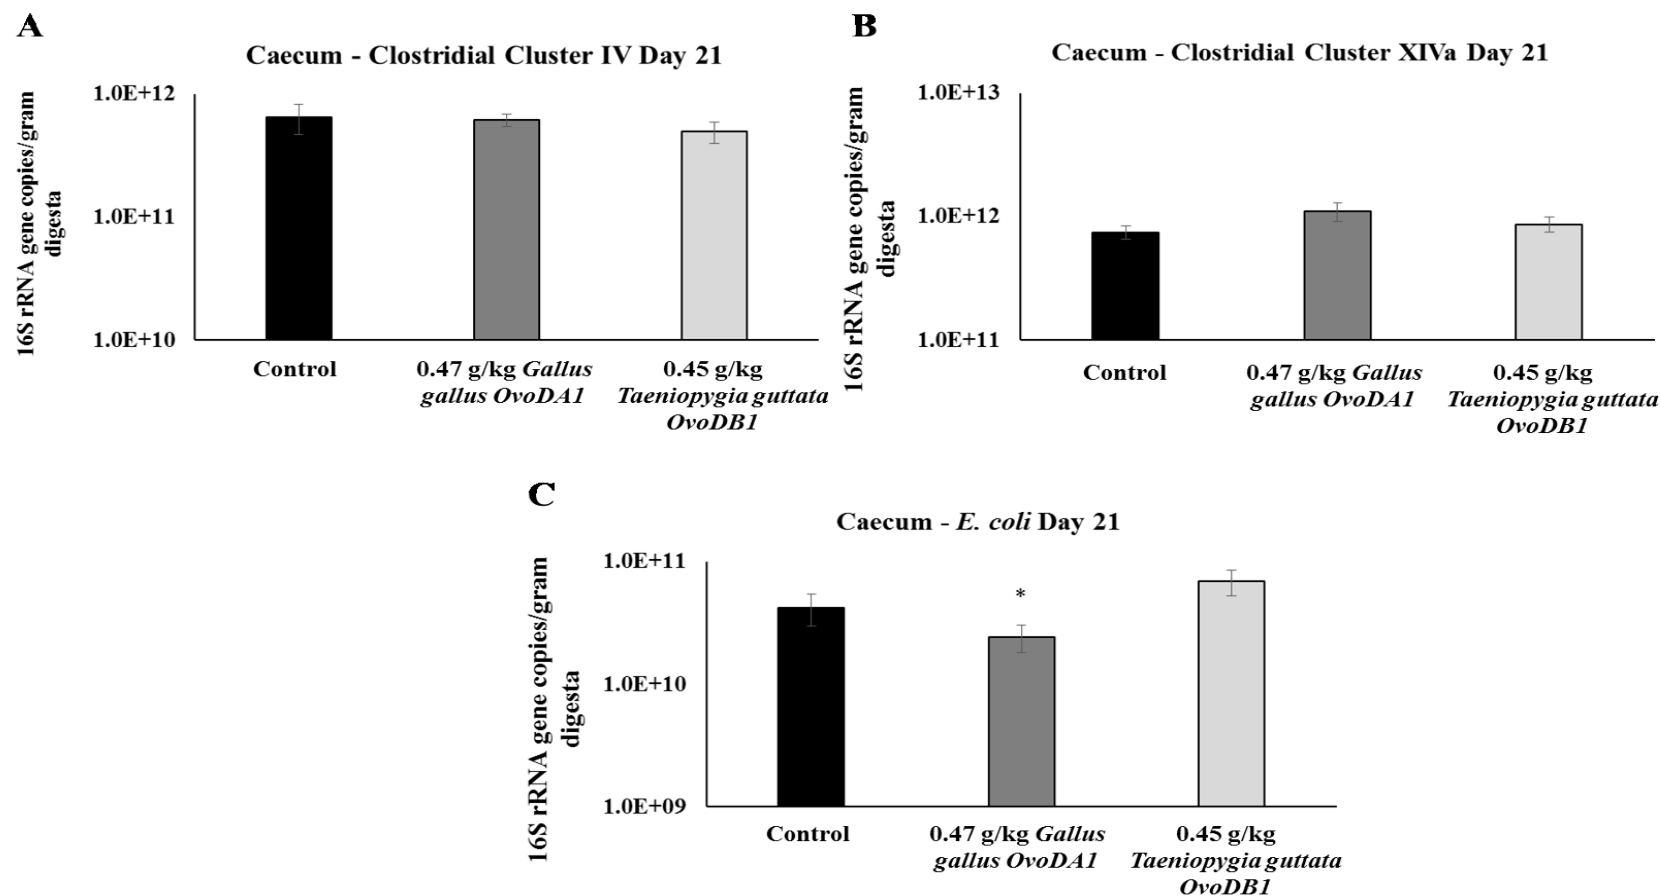 A
Caecum - Clostridial Cluster IV Day 21
16S rRNA gene copies/gram
digesta
1.0E+12
1.0E+11
1.0E+10
Control
0.47 g/kg Gallus
gallus OvoDA1
0.45 g/kg
Taeniopygia guttata
OvoDB1
B
Caecum - Clostridial Cluster XIVa Day 21
16S rRNA gene copies/gram
digesta
1.0E+13
1.0E+12
1.0E+11
Control
0.47 g/kg Gallus
gallus OvoDA1
0.45 g/kg
Taeniopygia guttata
OvoDB1
C
Caecum - E. coli Day 21
16S rRNA gene copies/gram
digesta
1.0E+11
1.0E+10
1.0E+09
*
Control
0.47 g/kg Gallus
gallus OvoDA1
0.45 g/kg
Taeniopygia guttata
OvoDB1